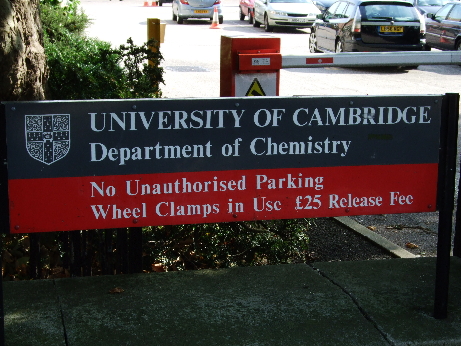 UNIVERSITY OF CAMBRIDGE
Department of Chemistry
No Unauthorised Parking
Wheel Clamps in Use £25 Release Fee